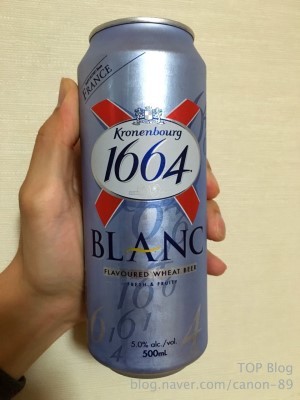 FRANCE
Kronenbourg
1664
BLANC
FLAVOURED WHEAT BEER
FRESH & FRUITY
5.0% alc./vol.
500mL
TOP Blog
blog.naver.com/canon-89